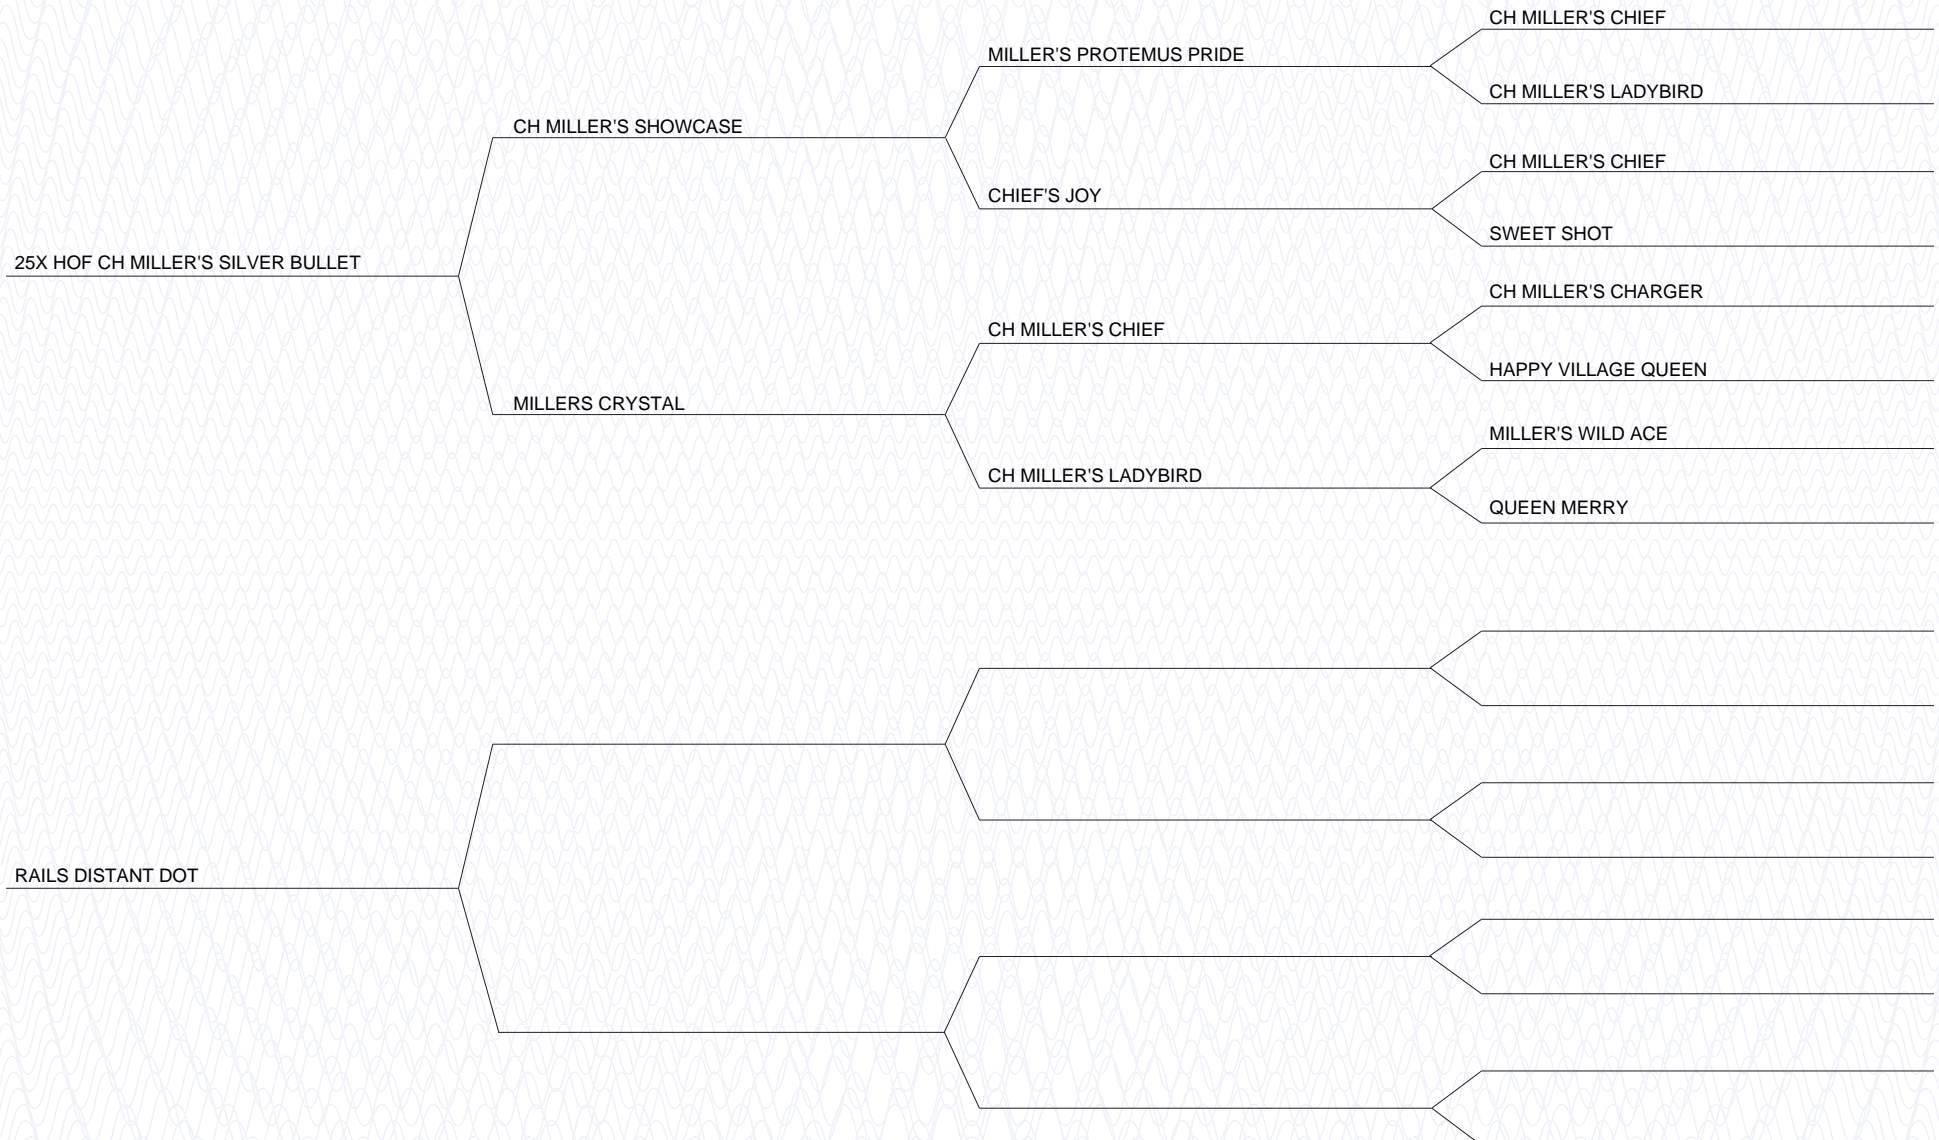 CH MILLER'S CHIEF
MILLER'S PROTEMUS PRIDE
CH MILLER'S LADYBIRD
CH MILLER'S SHOWCASE
CH MILLER'S CHIEF
CHIEF'S JOY
SWEET SHOT
25X HOF CH MILLER'S SILVER BULLET
CH MILLER'S CHARGER
CH MILLER'S CHIEF
HAPPY VILLAGE QUEEN
MILLERS CRYSTAL
MILLER'S WILD ACE
CH MILLER'S LADYBIRD
QUEEN MERRY
RAILS DISTANT DOT